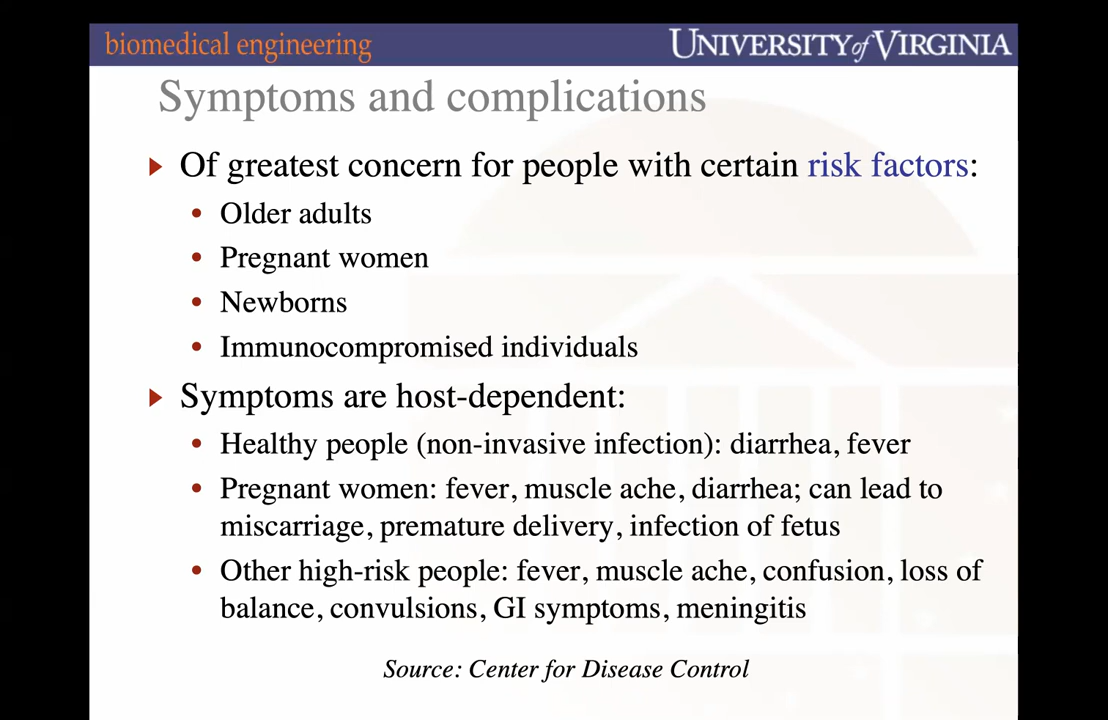 biomedical engineering
UNIVERSITY of VIRGINIA
Symptoms and complications
Of greatest concern for people with certain risk factors:
• Older adults
• Pregnant women
• Newborns
• Immunocompromised individuals
Symptoms are host-dependent:
• Healthy people (non-invasive infection): diarrhea, fever
• Pregnant women: fever, muscle ache, diarrhea; can lead to
miscarriage, premature delivery, infection of fetus
• Other high-risk people: fever, muscle ache, confusion, loss of
balance, convulsions, GI symptoms, meningitis
Source: Center for Disease Control